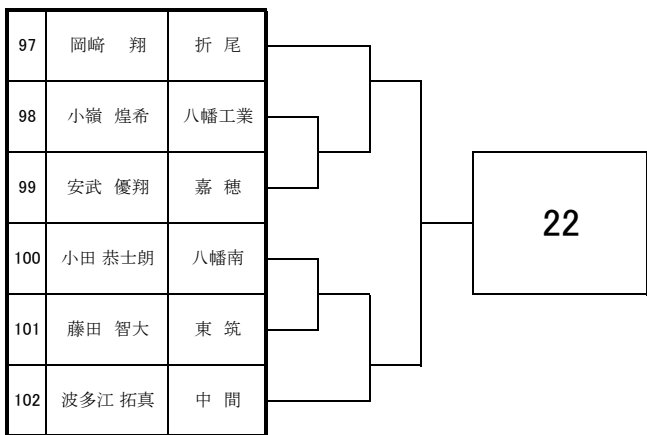 97 岡﨑 翔 折 尾
98 小嶺 煌希 八幡工業
99 安武 優翔 嘉 穂
100 小田 恭士朗 八幡南
101 藤田 智大 東 筑
102 波多江 拓真 中 間
22